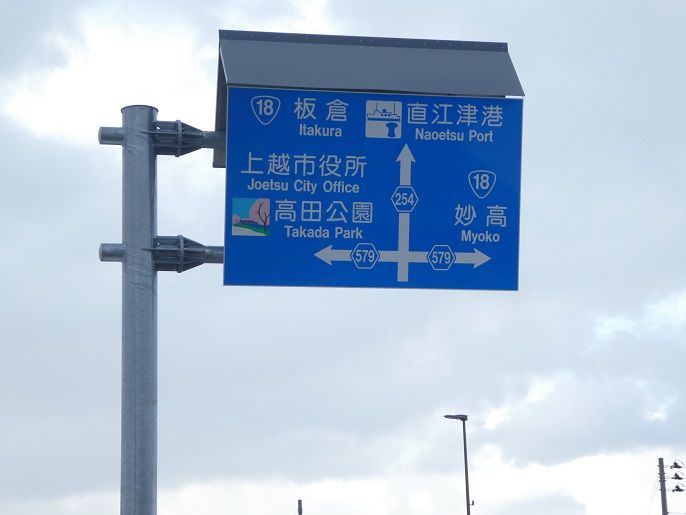 18 板倉
Itakura
直江津港
Naoetsu Port
上越市役所
Joetsu City Office
高田公園
Takada Park
254
18
妙高
Myoko
579
579